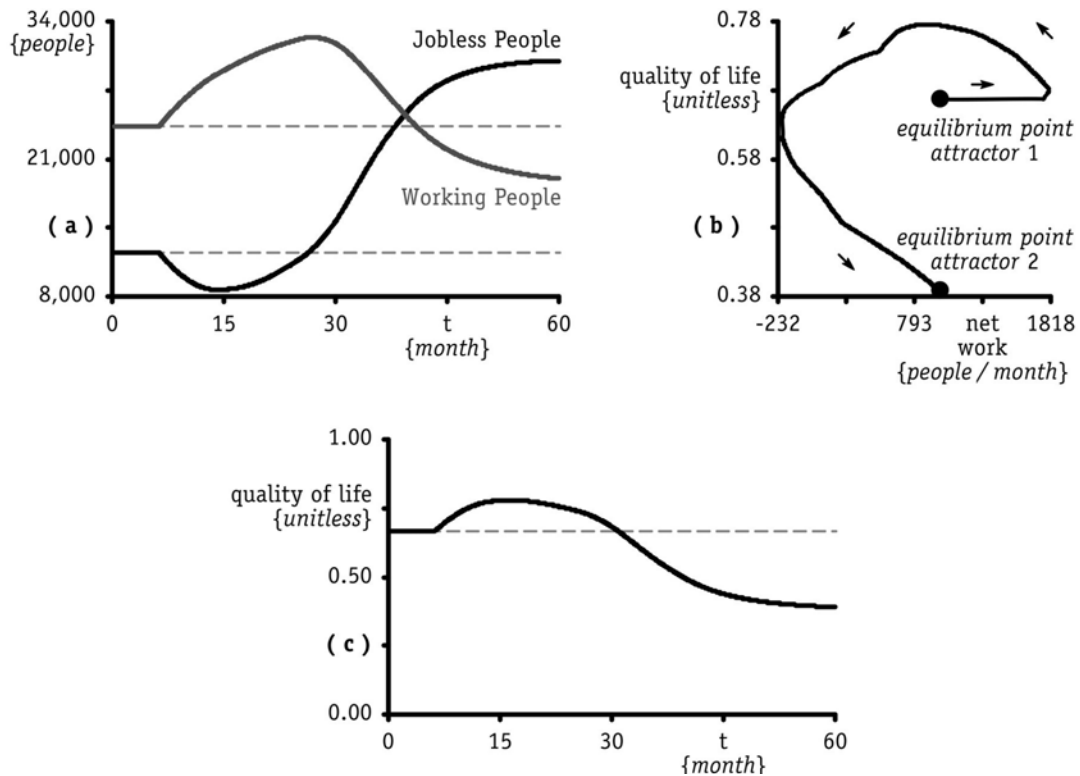 34,000
{people}
Jobless People
21,000
Working People
( a )
8,000
0 15 30 t 60
{month}
0.78
quality of life
{unitless}
equilibrium point
attractor 1
0.58
( b )
equilibrium point
attractor 2
0.38
-232 793 net 1818
work
{people / month}
1.00
quality of life
{unitless}
0.50
( c )
0.00
0 15 30 t 60
{month}